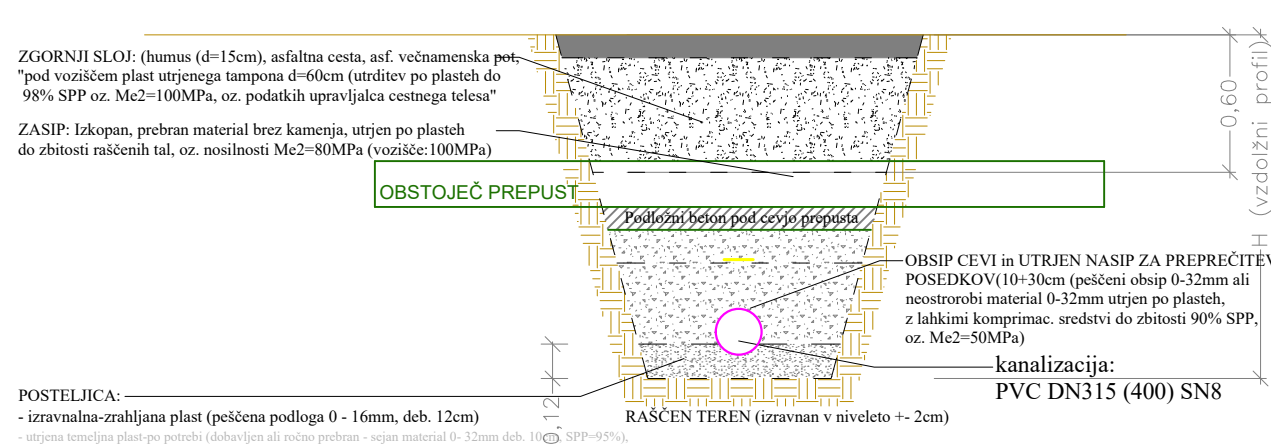 ZGORNJI SLOJ: (humus (d=15cm), asfaltna cesta, asf. večnamenska pot,
"pod voziščem plast utrjenega tampona d=60cm (utrditev po plasteh do
98% SPP oz. Me2=100MPa, oz. podatkih upravljalca cestnega telesa"
ZASIP: Izkopan, prebran material brez kamenja, utrjen po plasteh
do zbitosti raščenih tal, oz. nosilnosti Me2=80MPa (vozišče:100MPa)
OBSTOJEČ PREPUST
Podložni beton pod cevjo prepusta
0,60
H (vzdolžni profil)
OBSIP CEVI in UTRJEN NASIP ZA PREPREČITEV
POSEDKOV(10+30cm (peščeni obsip 0-32mm ali
neostrorobi material 0-32mm utrjen po plasteh,
z lahkimi komprimac. sredstvi do zbitosti 90% SPP,
oz. Me2=50MPa)
kanalizacija:
PVC DN315 (400) SN8
POSTELJICA:
- izravnalna-zrahljana plast (peščena podloga 0 - 16mm, deb. 12cm)
- utrjena temeljna plast-po potrebi (dobavljen ali ročno prebran - sejan material 0- 32mm deb. 10cm, SPP=95%),
0,12
RAŠČEN TEREN (izravnan v niveleto +- 2cm)